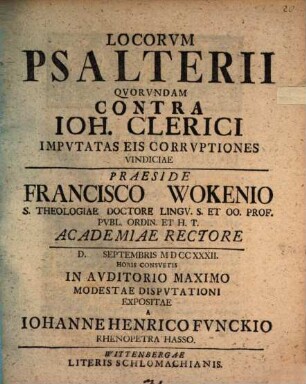 LOCORVM
PSALTERII
QVORVNDAM
CONTRA
IOH. CLERICI
IMPVTATAS EIS CORRVPTIONES
VINDICIAE
PRAESIDE
FRANCISCO WOKENIO
S. THEOLOGIAE DOCTORE LINGV. S. ET OO. PROF.
PVBL. ORDIN. ET H. T.
ACADEMIAE RECTORE
D. SEPTEMBRIS M D CC XXXII.
HORIS CONSVETIS
IN AVDITORIO MAXIMO
MODESTAE DISPVTATIONI
EXPOSITAE
A
IOHANNE HENRICO FVNCKIO
RHENOPETRA HASSO.
WITTENBERGAE
LITERIS SCHLOMACHIANIS.